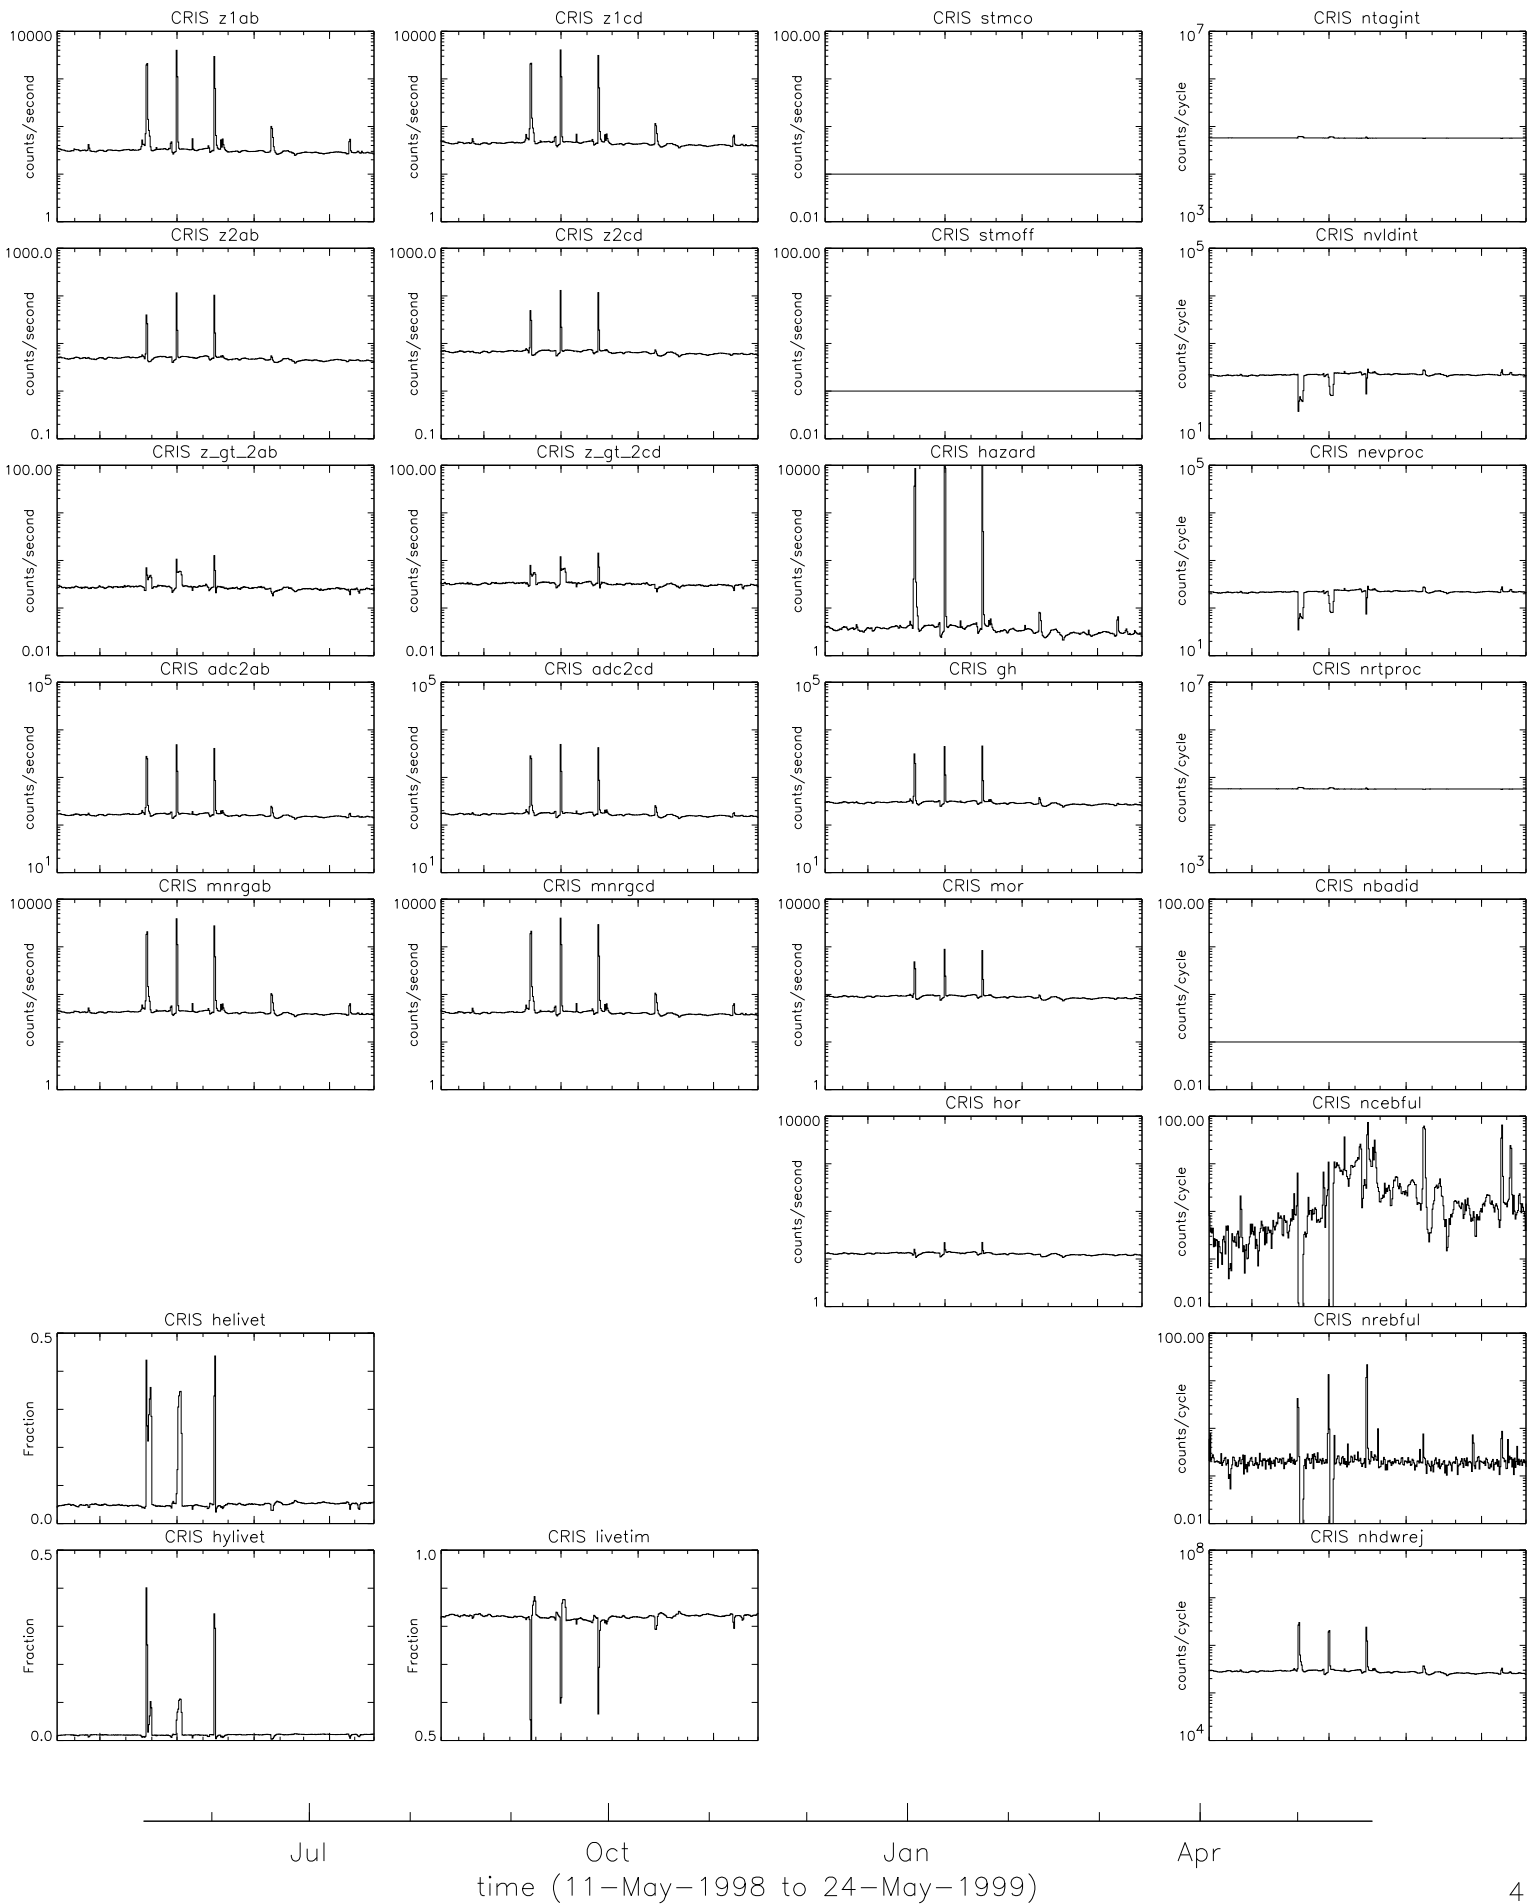 CRIS z1ab
CRIS z1cd
CRIS stmco
CRIS ntagint
10000
counts/second
1
10000
counts/second
1
100.00
counts/second
0.01
10^7
counts/cycle
10^3
CRIS z2ab
CRIS z2cd
CRIS stmoff
CRIS nvldint
1000.0
counts/second
0.1
1000.0
counts/second
0.1
100.00
counts/second
0.01
10^5
counts/cycle
10^1
CRIS z_gt_2ab
CRIS z_gt_2cd
CRIS hazard
CRIS nevproc
100.00
counts/second
0.01
100.00
counts/second
0.01
10000
counts/second
1
10^5
counts/cycle
10^1
CRIS adc2ab
CRIS adc2cd
CRIS gh
CRIS nrtproc
10^5
counts/second
10^1
10^5
counts/second
10^1
10^5
counts/second
10^1
10^7
counts/cycle
10^3
CRIS mnrgab
CRIS mnrgcd
CRIS mor
CRIS nbadid
10000
counts/second
1
10000
counts/second
1
10000
counts/second
1
100.00
counts/cycle
0.01
CRIS hor
CRIS ncebful
10000
counts/second
1
100.00
counts/cycle
0.01
CRIS helivet
CRIS nrebful
0.5
Fraction
0.0
100.00
counts/cycle
0.01
CRIS hylivet
CRIS livetim
CRIS nhdwrej
0.5
Fraction
0.0
1.0
Fraction
0.5
10^8
counts/cycle
10^4
Jul
Oct
Jan
Apr
time (11-May-1998 to 24-May-1999)
4